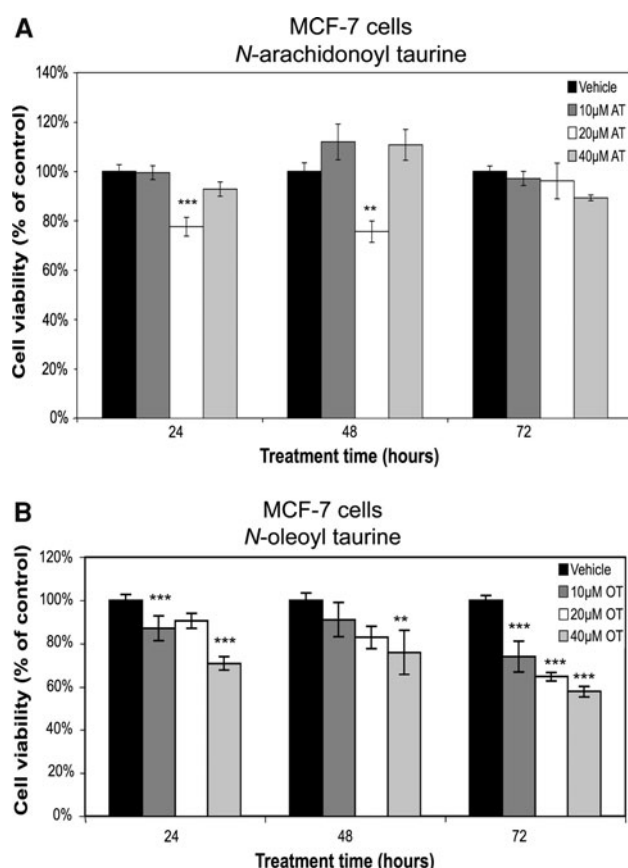 A
MCF-7 cells
N-arachidonoyl taurine
Cell viability (% of control)
140%
120%
100%
80%
60%
40%
20%
0%
Vehicle
10µM AT
20µM AT
40µM AT
***
**
24
48
72
Treatment time (hours)
B
MCF-7 cells
N-oleoyl taurine
Cell viability (% of control)
120%
100%
80%
60%
40%
20%
0%
Vehicle
10µM OT
20µM OT
40µM OT
***
***
**
***
***
***
24
48
72
Treatment time (hours)